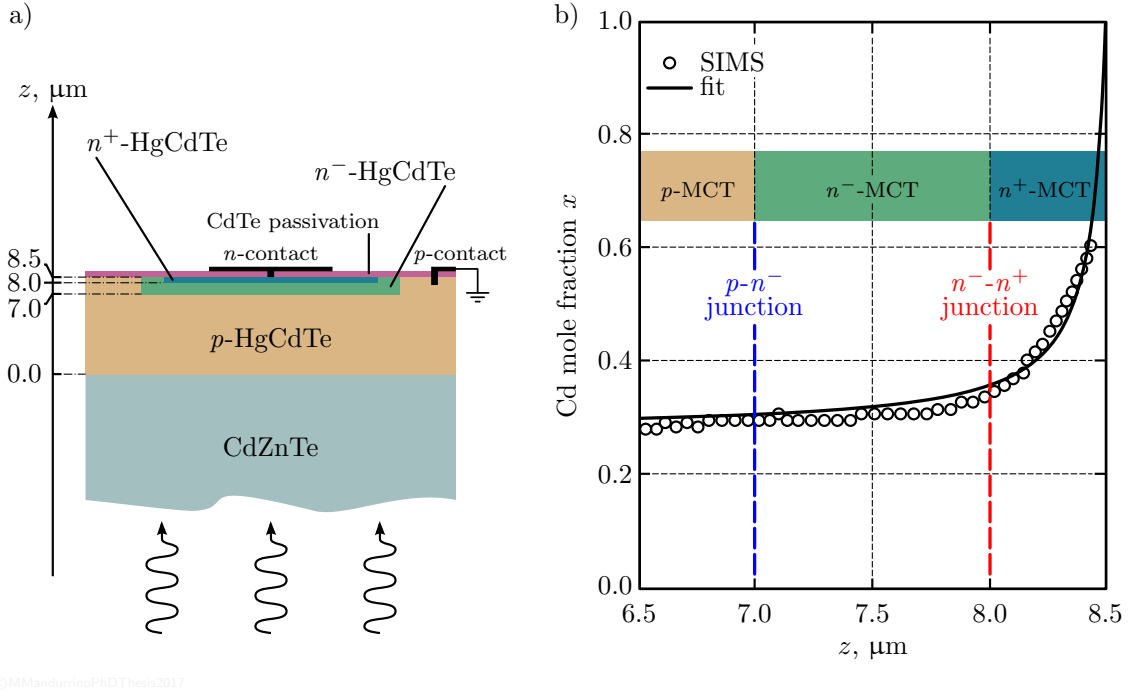 a)
z, μm
n⁺-HgCdTe
n⁻-HgCdTe
CdTe passivation
n-contact
p-contact
8.5
8.0
7.0
p-HgCdTe
0.0
CdZnTe
©MMandurrinoPhDThesis2017
b)
1.0
0.8
0.6
0.4
0.2
0.0
Cd mole fraction x
SIMS
fit
p-MCT
n⁻-MCT
n⁺-MCT
p-n⁻
junction
n⁻-n⁺
junction
6.5
7.0
7.5
8.0
8.5
z, μm